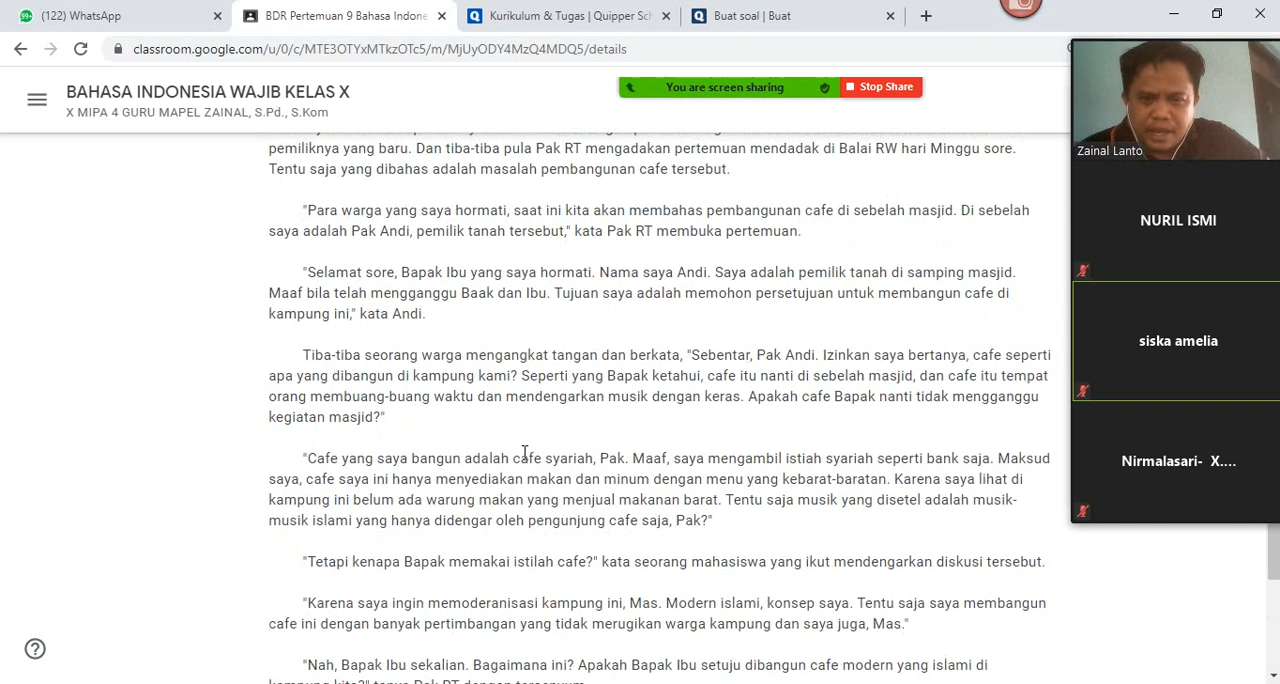 (122) WhatsApp
BDR Pertemuan 9 Bahasa Indone
Kurikulum & Tugas | Quipper Sch
Buat soal | Buat
classroom.google.com/u/0/c/MTE3OTYxMTkzOTc5/m/MjUyODY4MzQ4MDQ5/details
BAHASA INDONESIA WAJIB KELAS X
X MIPA 4 GURU MAPEL ZAINAL, S.Pd., S.Kom
You are screen sharing
Stop Share
pemiliknya yang baru. Dan tiba-tiba pula Pak RT mengadakan pertemuan mendadak di Balai RW hari Minggu sore.
Tentu saja yang dibahas adalah masalah pembangunan cafe tersebut.
"Para warga yang saya hormati, saat ini kita akan membahas pembangunan cafe di sebelah masjid. Di sebelah
saya adalah Pak Andi, pemilik tanah tersebut," kata Pak RT membuka pertemuan.
"Selamat sore, Bapak Ibu yang saya hormati. Nama saya Andi. Saya adalah pemilik tanah di samping masjid.
Maaf bila telah mengganggu Baak dan Ibu. Tujuan saya adalah memohon persetujuan untuk membangun cafe di
kampung ini," kata Andi.
Tiba-tiba seorang warga mengangkat tangan dan berkata, "Sebentar, Pak Andi. Izinkan saya bertanya, cafe seperti
apa yang dibangun di kampung kami? Seperti yang Bapak ketahui, cafe itu nanti di sebelah masjid, dan cafe itu tempat
orang membuang-buang waktu dan mendengarkan musik dengan keras. Apakah cafe Bapak nanti tidak mengganggu
kegiatan masjid?"
"Cafe yang saya bangun adalah cafe syariah, Pak. Maaf, saya mengambil istiah syariah seperti bank saja. Maksud
saya, cafe saya ini hanya menyediakan makan dan minum dengan menu yang kebarat-baratan. Karena saya lihat di
kampung ini belum ada warung makan yang menjual makanan barat. Tentu saja musik yang disetel adalah musik-
musik islami yang hanya didengar oleh pengunjung cafe saja, Pak?"
"Tetapi kenapa Bapak memakai istilah cafe?" kata seorang mahasiswa yang ikut mendengarkan diskusi tersebut.
"Karena saya ingin memoderanisasi kampung ini, Mas. Modern islami, konsep saya. Tentu saja saya membangun
cafe ini dengan banyak pertimbangan yang tidak merugikan warga kampung dan saya juga, Mas."
"Nah, Bapak Ibu sekalian. Bagaimana ini? Apakah Bapak Ibu setuju dibangun cafe modern yang islami di
Zainal Lanto
NURIL ISMI
siska amelia
Nirmalasari- X....